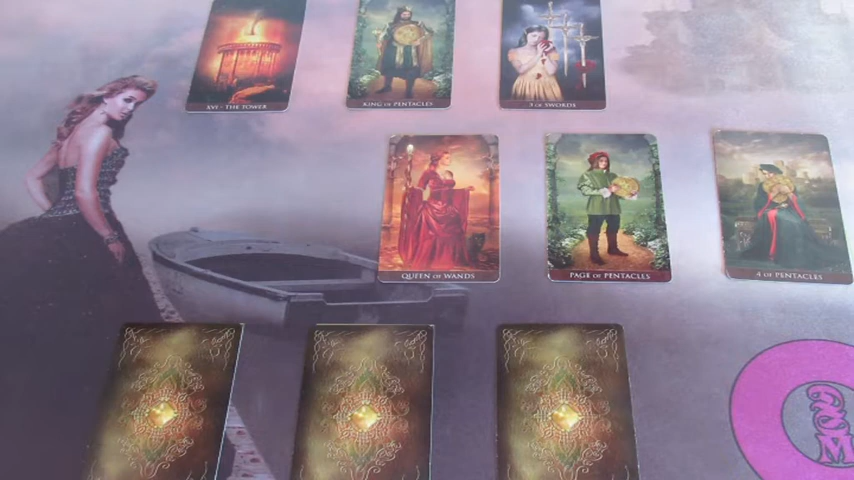 XVI - THE TOWER
KING OF PENTACLES
3 OF SWORDS
QUEEN OF WANDS
PAGE OF PENTACLES
4 OF PENTACLES